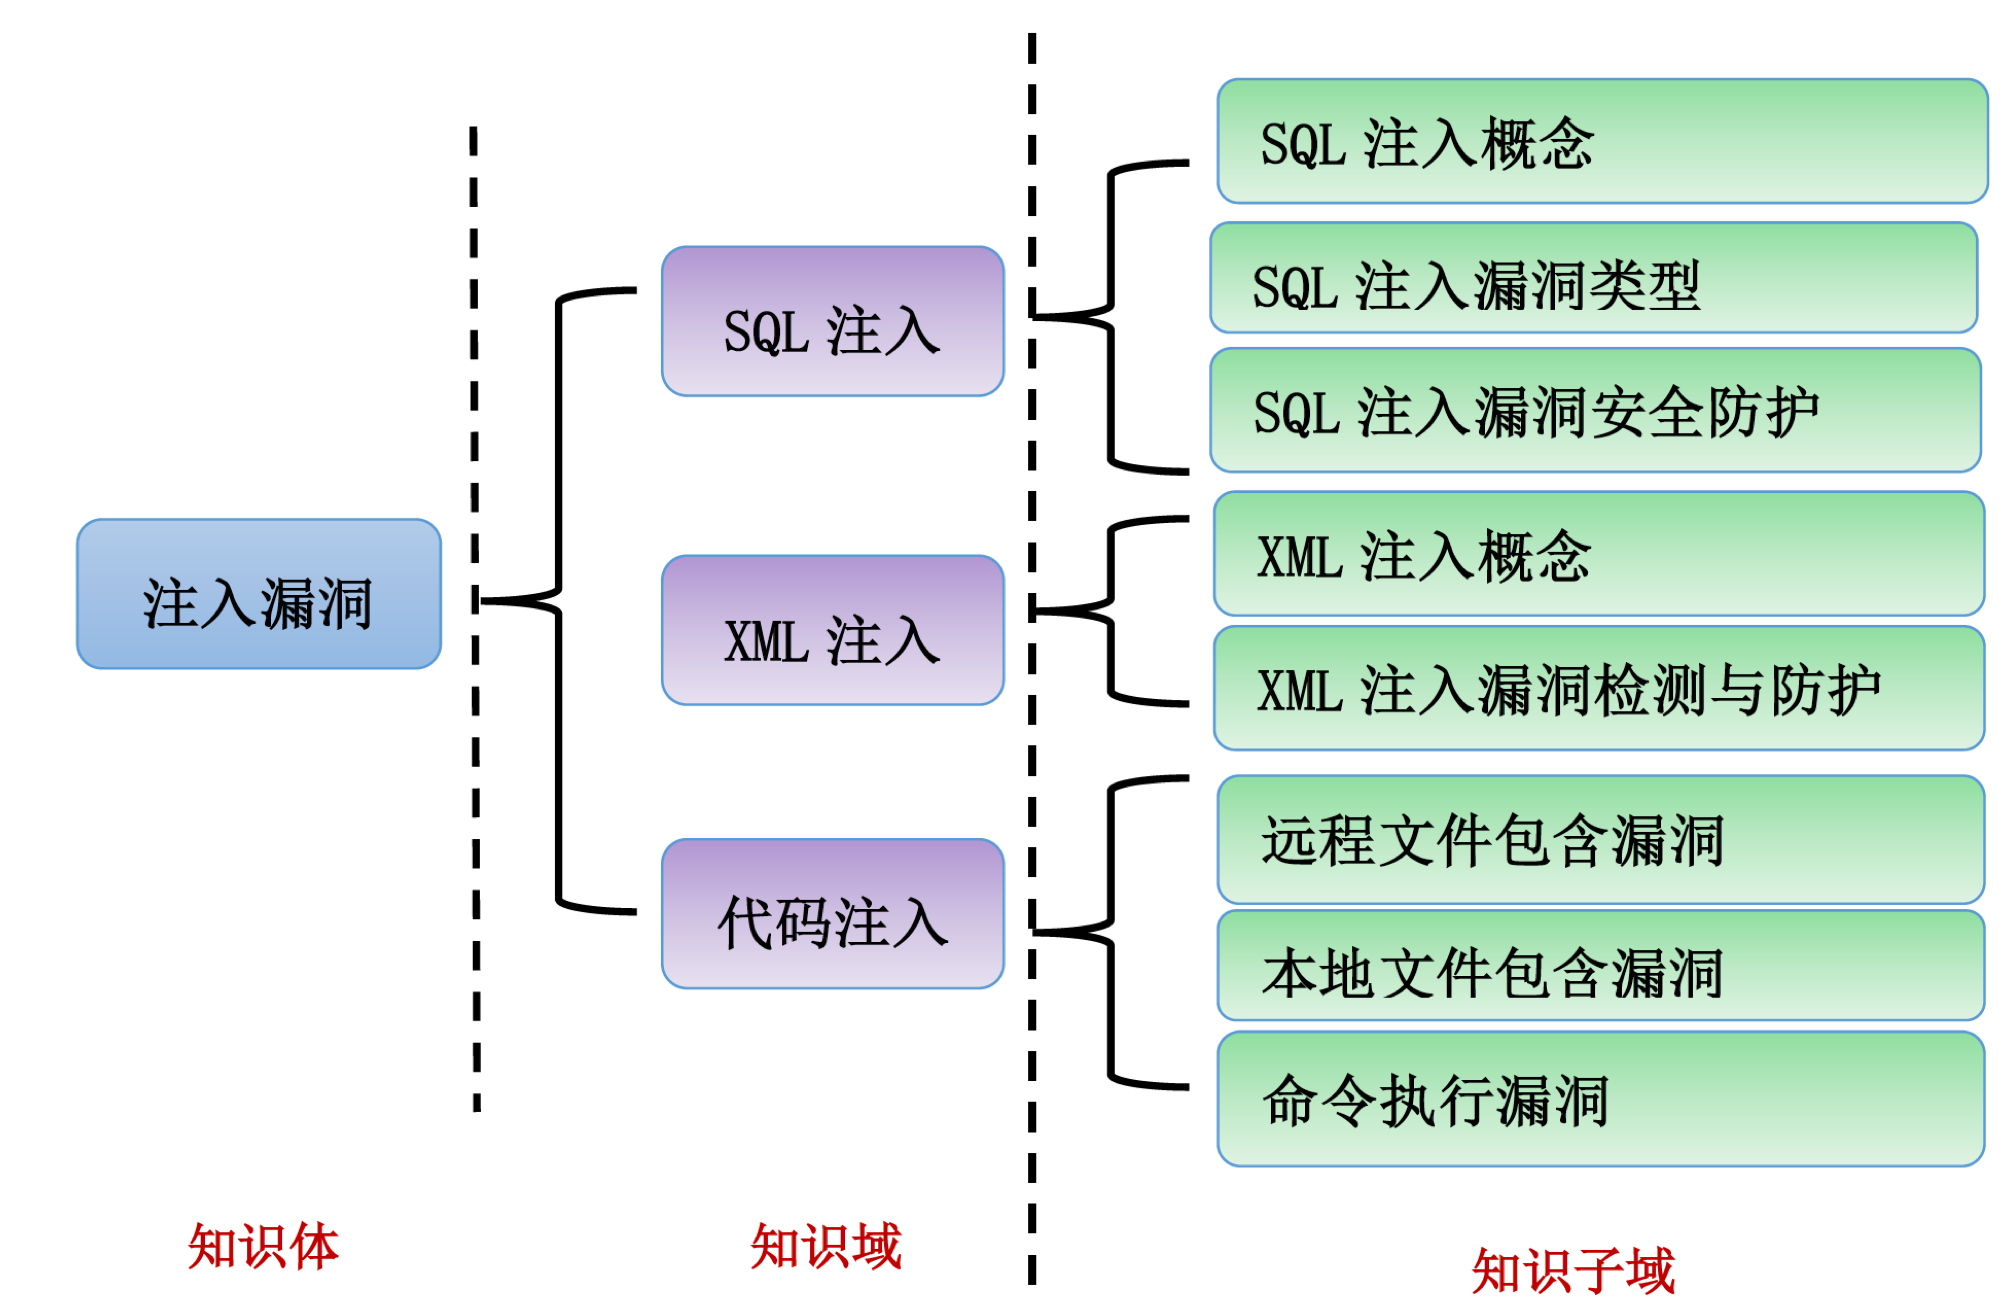 注入漏洞
SQL 注入
XML 注入
代码注入
SQL 注入概念
SQL 注入漏洞类型
SQL 注入漏洞安全防护
XML 注入概念
XML 注入漏洞检测与防护
远程文件包含漏洞
本地文件包含漏洞
命令执行漏洞
知识体
知识域
知识子域